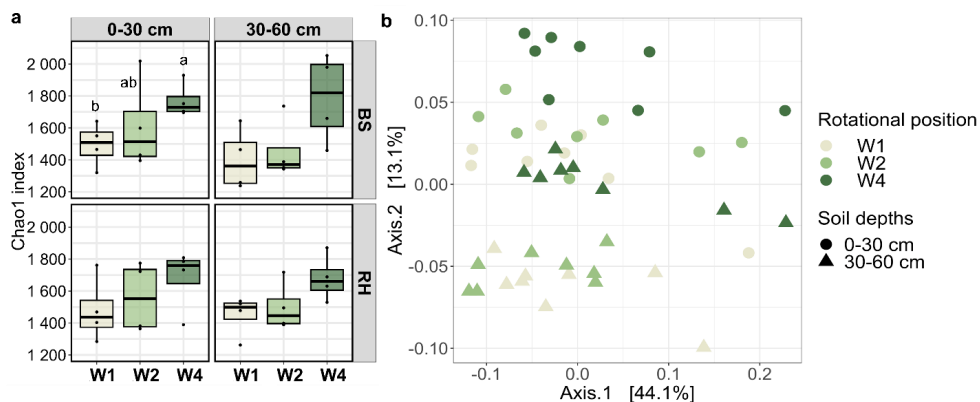 a
0-30 cm
30-60 cm
Chao1 index
2 000
1 800
1 600
1 400
1 200
b
ab
a
BS
2 000
1 800
1 600
1 400
1 200
RH
W1 W2 W4
W1 W2 W4
b
Axis.2 [13.1%]
0.10
0.05
0.00
-0.05
-0.10
-0.1 0.0 0.1 0.2
Axis.1 [44.1%]
Rotational position
W1
W2
W4
Soil depths
0-30 cm
30-60 cm